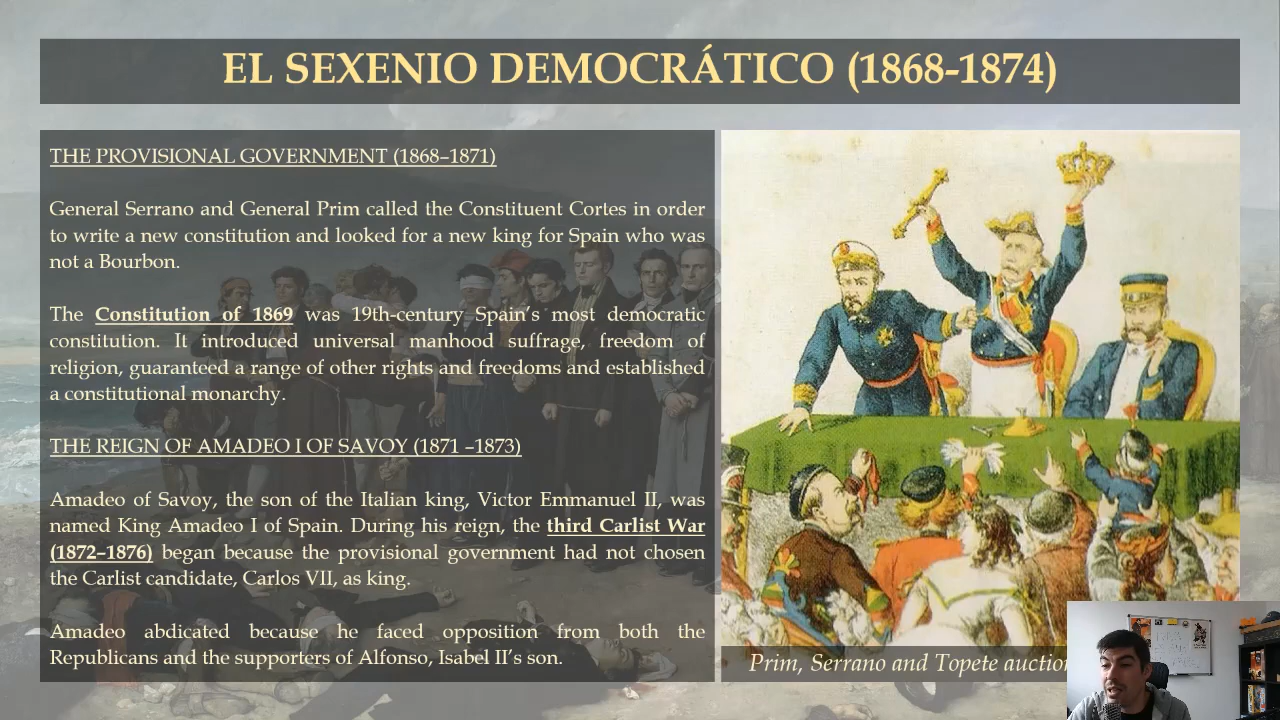 EL SEXENIO DEMOCRÁTICO (1868-1874)
THE PROVISIONAL GOVERNMENT (1868–1871)
General Serrano and General Prim called the Constituent Cortes in order
to write a new constitution and looked for a new king for Spain who was
not a Bourbon.
The Constitution of 1869 was 19th-century Spain’s most democratic
constitution. It introduced universal manhood suffrage, freedom of
religion, guaranteed a range of other rights and freedoms and established
a constitutional monarchy.
THE REIGN OF AMADEO I OF SAVOY (1871 –1873)
Amadeo of Savoy, the son of the Italian king, Victor Emmanuel II, was
named King Amadeo I of Spain. During his reign, the third Carlist War
(1872–1876) began because the provisional government had not chosen
the Carlist candidate, Carlos VII, as king.
Amadeo abdicated because he faced opposition from both the
Republicans and the supporters of Alfonso, Isabel II’s son.
Prim, Serrano and Topete